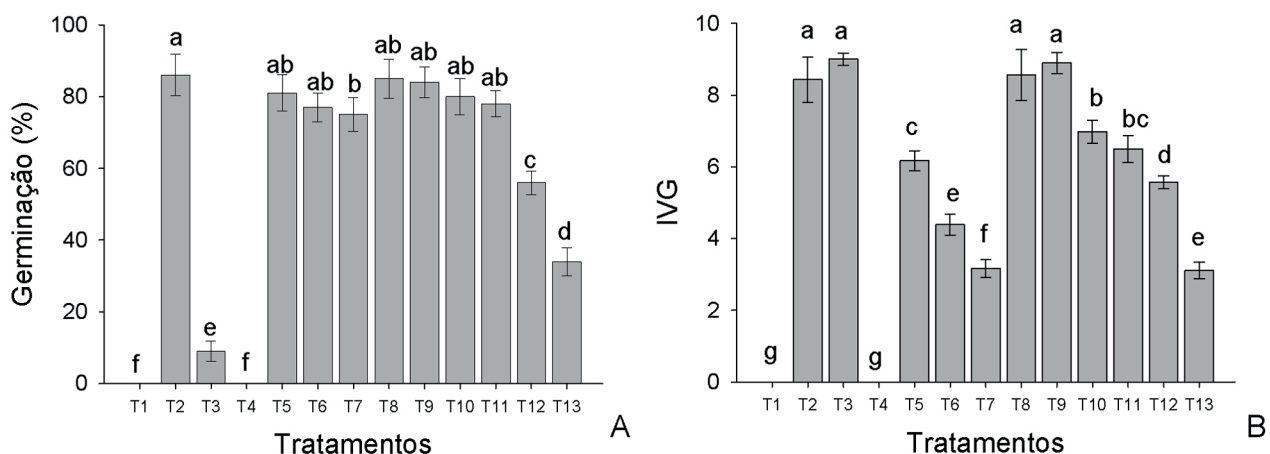 100
80
60
40
20
0
Germinação (%)
f
a
e
f
ab
ab
b
ab
ab
ab
ab
c
d
T1 T2 T3 T4 T5 T6 T7 T8 T9 T10 T11 T12 T13
Tratamentos
A
10
8
6
4
2
0
IVG
g
a
a
g
c
e
f
a
a
b
bc
d
e
T1 T2 T3 T4 T5 T6 T7 T8 T9 T10 T11 T12 T13
Tratamentos
B